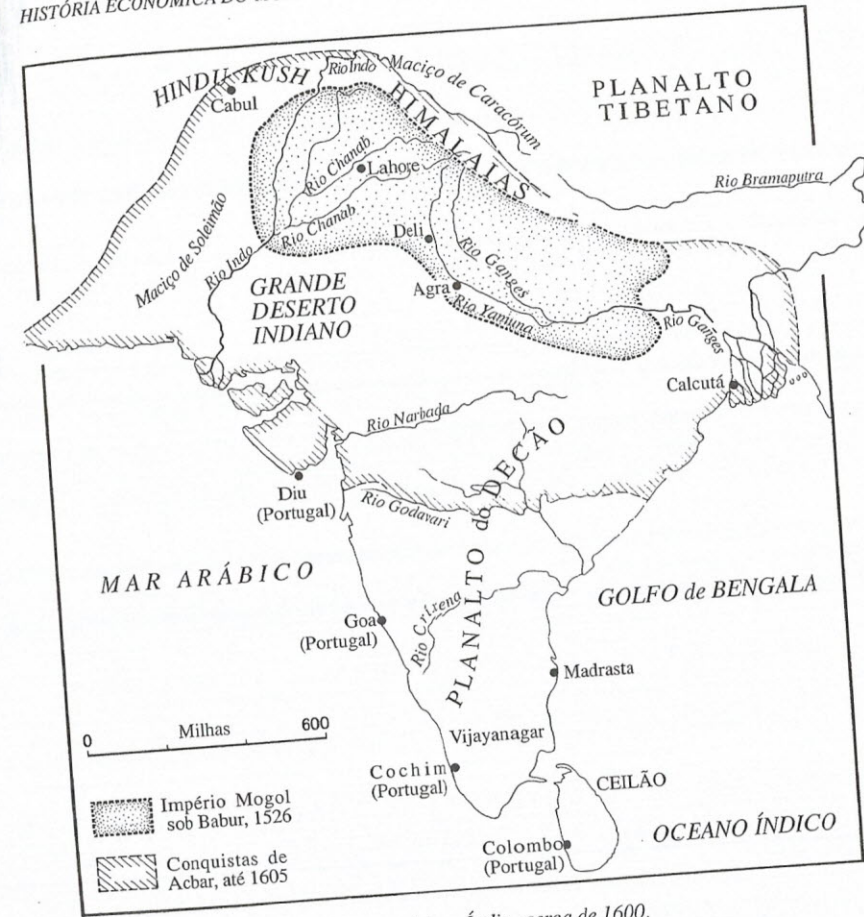 HISTÓRIA ECONÓMICA DO
HINDU KUSH
Cabul
Rio Indo
Maciço de Caracórum
HIMALAIAS
PLANALTO
TIBETANO
Rio Bramaputra
Rio Chanab
Lahore
Rio Chanab
Maciço de Soleimão
Rio Indo
Deli
Rio Ganges
GRANDE
DESERTO
INDIANO
Agra
Rio Yamuna
Rio Ganges
Calcutá
Rio Narbada
Diu
(Portugal)
Rio Godavari
PLANALTO do DECÃO
MAR ARÁBICO
GOLFO de BENGALA
Goa
(Portugal)
Rio Crixena
Madrasta
0 Milhas 600
Vijayanagar
Cochim
(Portugal)
CEILÃO
Império Mogol
sob Babur, 1526
Colombo
(Portugal)
OCEANO ÍNDICO
Conquistas de
Acbar, até 1605
cerca de 1600.